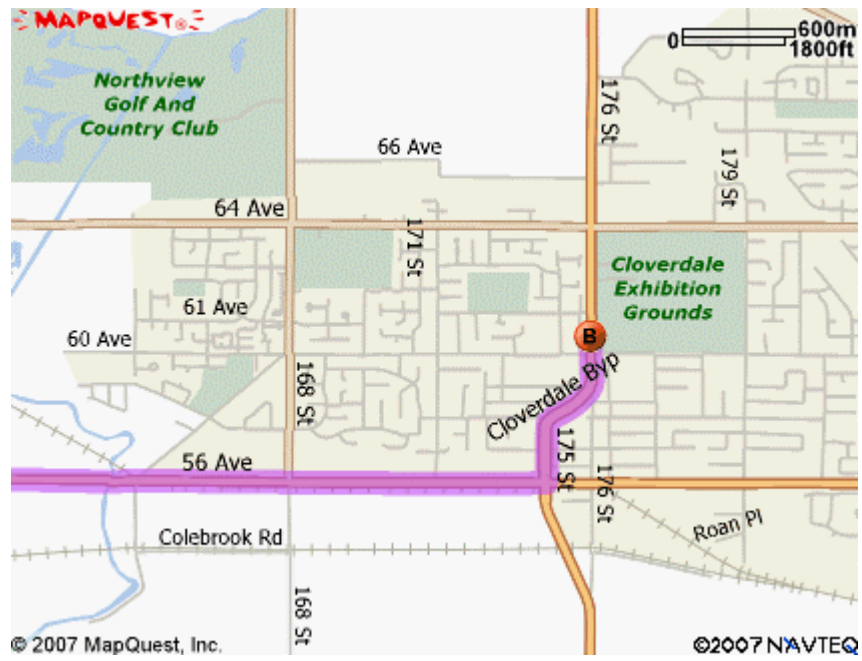 MAPQUEST®
0 600m
1800ft
Northview
Golf And
Country Club
66 Ave
176 St
179 St
64 Ave
171 St
Cloverdale
Exhibition
Grounds
61 Ave
60 Ave
B
Cloverdale Byp
168 St
56 Ave
175 St
176 St
Roan Pl
Colebrook Rd
168 St
© 2007 MapQuest, Inc.
©2007 NAVTEQ